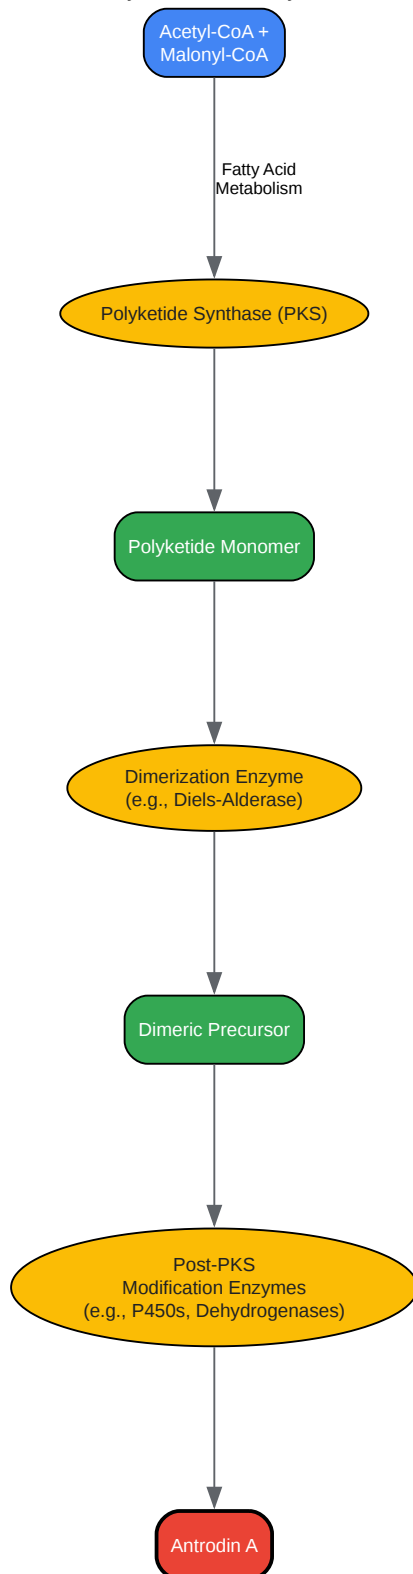 Acetyl-CoA +
Malonyl-CoA
Fatty Acid
Metabolism
Polyketide Synthase (PKS)
Polyketide Monomer
Dimerization Enzyme
(e.g., Diels-Alderase)
Dimeric Precursor
Post-PKS
Modification Enzymes
(e.g., P450s, Dehydrogenases)
Antrodin A